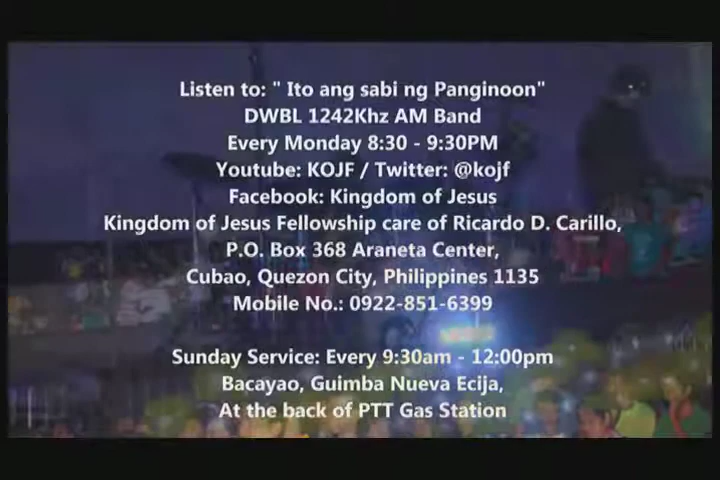 Listen to: " Ito ang sabi ng Panginoon"
DWBL 1242Khz AM Band
Every Monday 8:30 - 9:30PM
Youtube: KOJF / Twitter: @kojf
Facebook: Kingdom of Jesus
Kingdom of Jesus Fellowship care of Ricardo D. Carillo,
P.O. Box 368 Araneta Center,
Cubao, Quezon City, Philippines 1135
Mobile No.: 0922-851-6399
Sunday Service: Every 9:30am - 12:00pm
Bacayao, Guimba Nueva Ecija,
At the back of PTT Gas Station